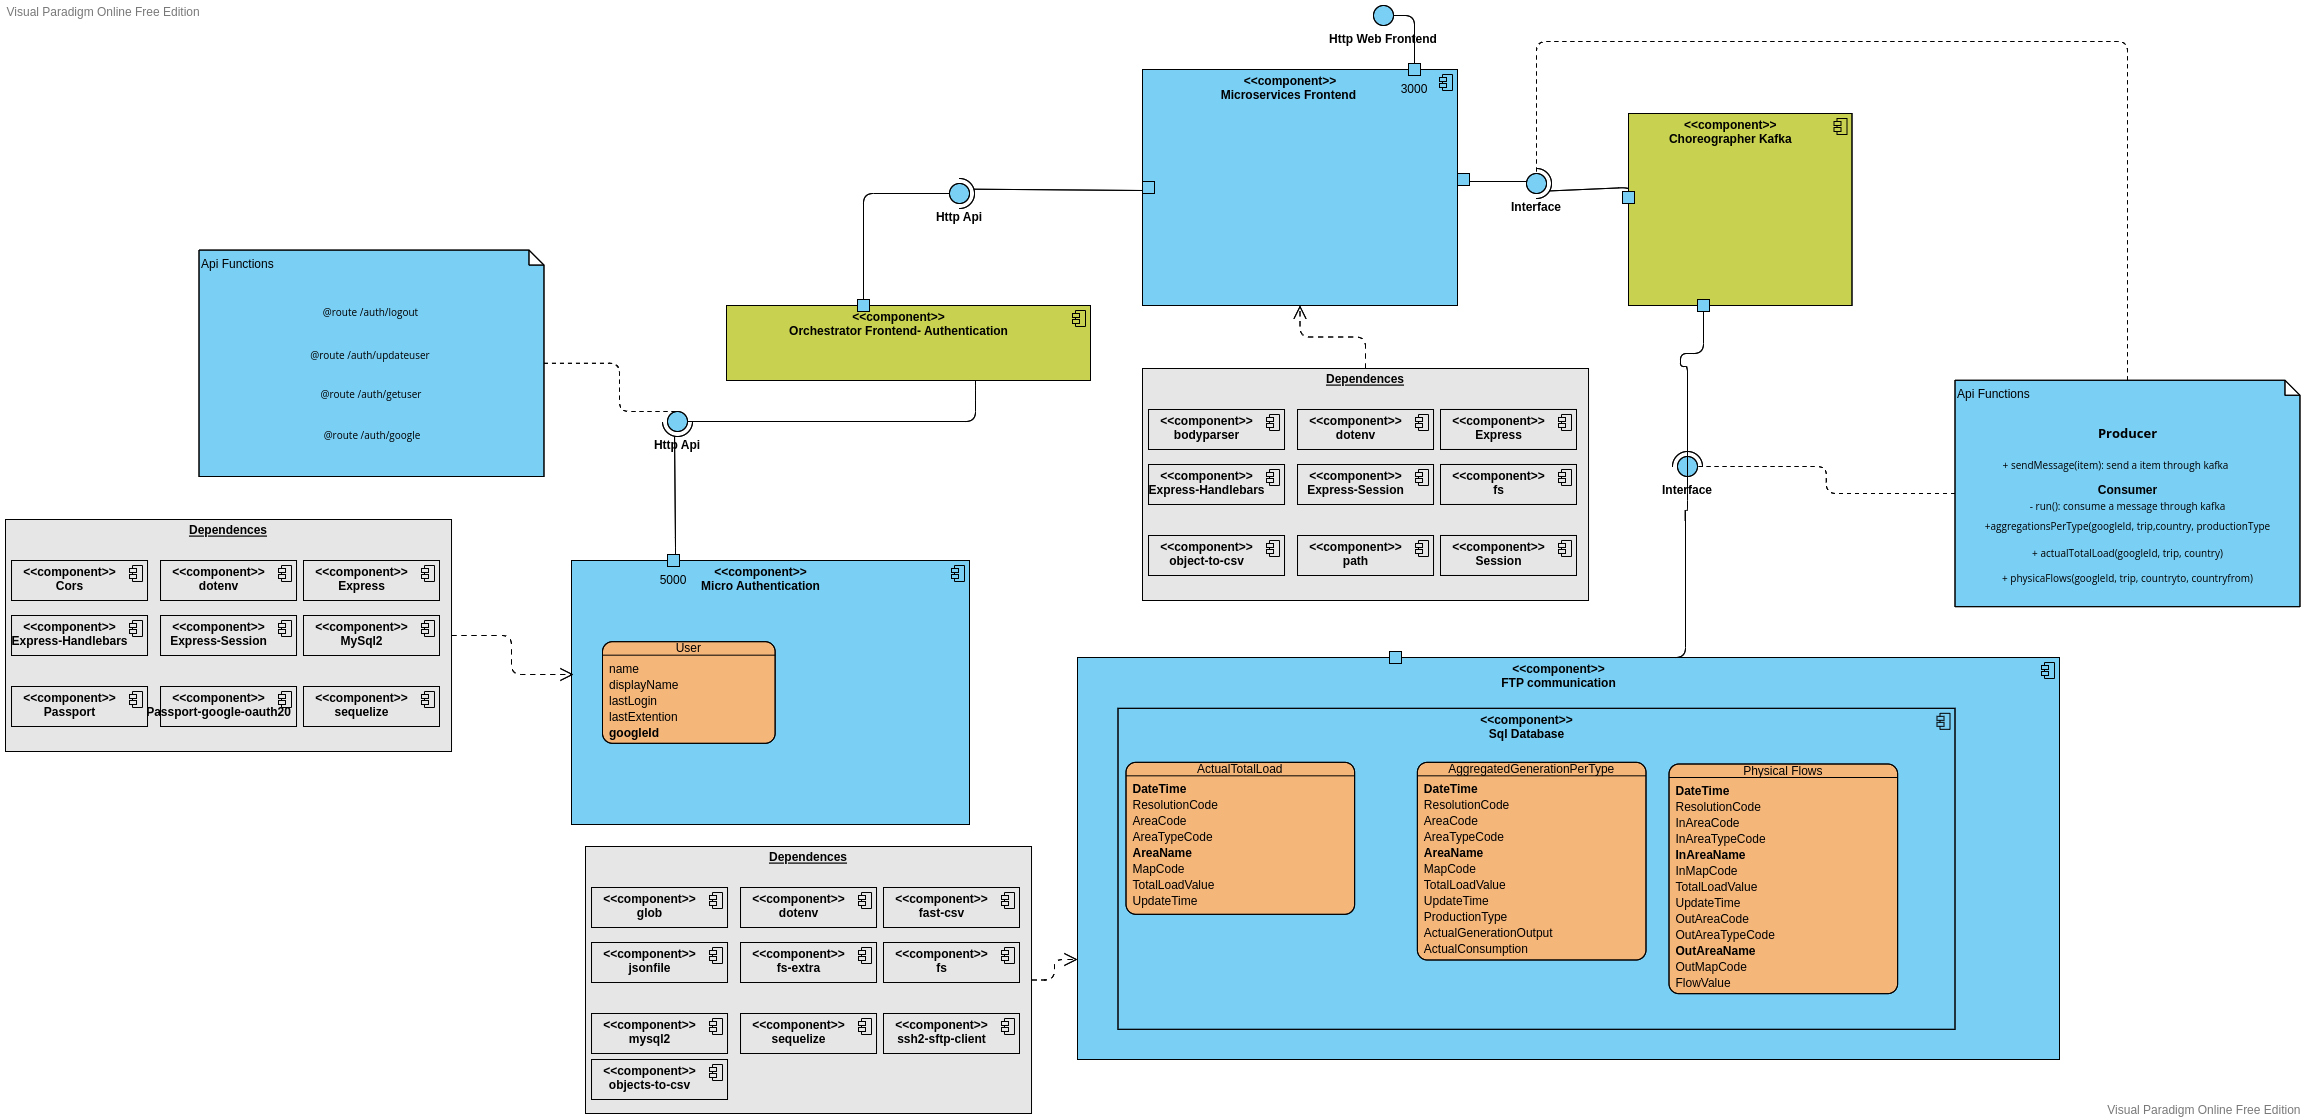 Visual Paradigm Online Free Edition
Http Web Frontend
<<component>>
Microservices Frontend
3000
<<component>>
Choreographer Kafka
Http Api
Interface
Api Functions
@route /auth/logout
@route /auth/updateuser
@route /auth/getuser
@route /auth/google
<<component>>
Orchestrator Frontend- Authentication
Http Api
Dependences
<<component>>
bodyparser
<<component>>
dotenv
<<component>>
Express
<<component>>
Express-Handlebars
<<component>>
Express-Session
<<component>>
fs
<<component>>
object-to-csv
<<component>>
path
<<component>>
Session
Interface
Api Functions
Producer
+ sendMessage(item): send a item through kafka
Consumer
- run(): consume a message through kafka
+aggregationsPerType(googleId, trip,country, productionType
+ actualTotalLoad(googleId, trip, country)
+ physicaFlows(googleId, trip, countryto, countryfrom)
Dependences
<<component>>
Cors
<<component>>
dotenv
<<component>>
Express
<<component>>
Express-Handlebars
<<component>>
Express-Session
<<component>>
MySql2
<<component>>
Passport
<<component>>
Passport-google-oauth20
<<component>>
sequelize
5000
<<component>>
Micro Authentication
User
name
displayName
lastLogin
lastExtention
googleId
<<component>>
FTP communication
<<component>>
Sql Database
ActualTotalLoad
DateTime
ResolutionCode
AreaCode
AreaTypeCode
AreaName
MapCode
TotalLoadValue
UpdateTime
AggregatedGenerationPerType
DateTime
ResolutionCode
AreaCode
AreaTypeCode
AreaName
MapCode
TotalLoadValue
UpdateTime
ProductionType
ActualGenerationOutput
ActualConsumption
Physical Flows
DateTime
ResolutionCode
InAreaCode
InAreaTypeCode
InAreaName
InMapCode
TotalLoadValue
UpdateTime
OutAreaCode
OutAreaTypeCode
OutAreaName
OutMapCode
FlowValue
Dependences
<<component>>
glob
<<component>>
dotenv
<<component>>
fast-csv
<<component>>
jsonfile
<<component>>
fs-extra
<<component>>
fs
<<component>>
mysql2
<<component>>
sequelize
<<component>>
ssh2-sftp-client
<<component>>
objects-to-csv
Visual Paradigm Online Free Edition